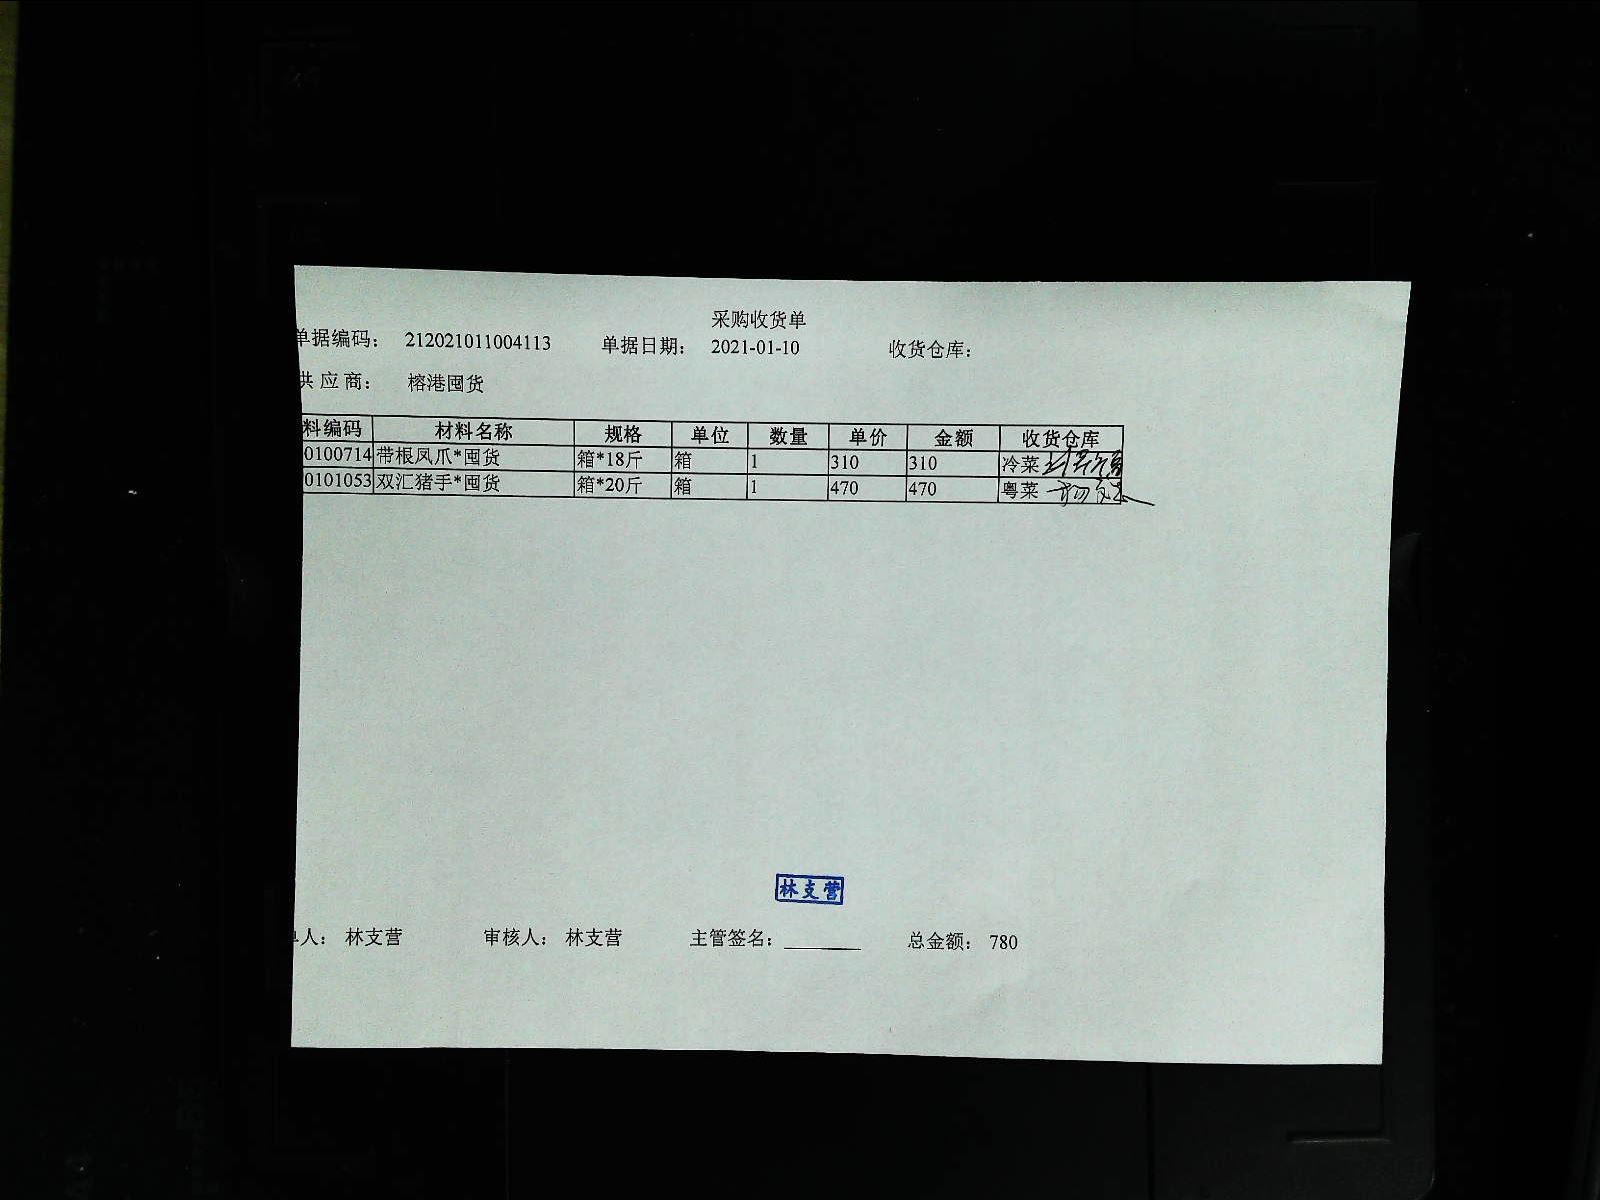 采购收货单
单据编码： 212021011004113 单据日期： 2021-01-10 收货仓库：
供应商： 榕港囤货
料编码 材料名称 规格 单位 数量 单价 金额 收货仓库
0100714 带根凤爪*囤货 箱*18斤 箱 1 310 310 冷菜
0101053 双汇猪手*囤货 箱*20斤 箱 1 470 470 粤菜
林支营
人： 林支营 审核人： 林支营 主管签名： 总金额： 780